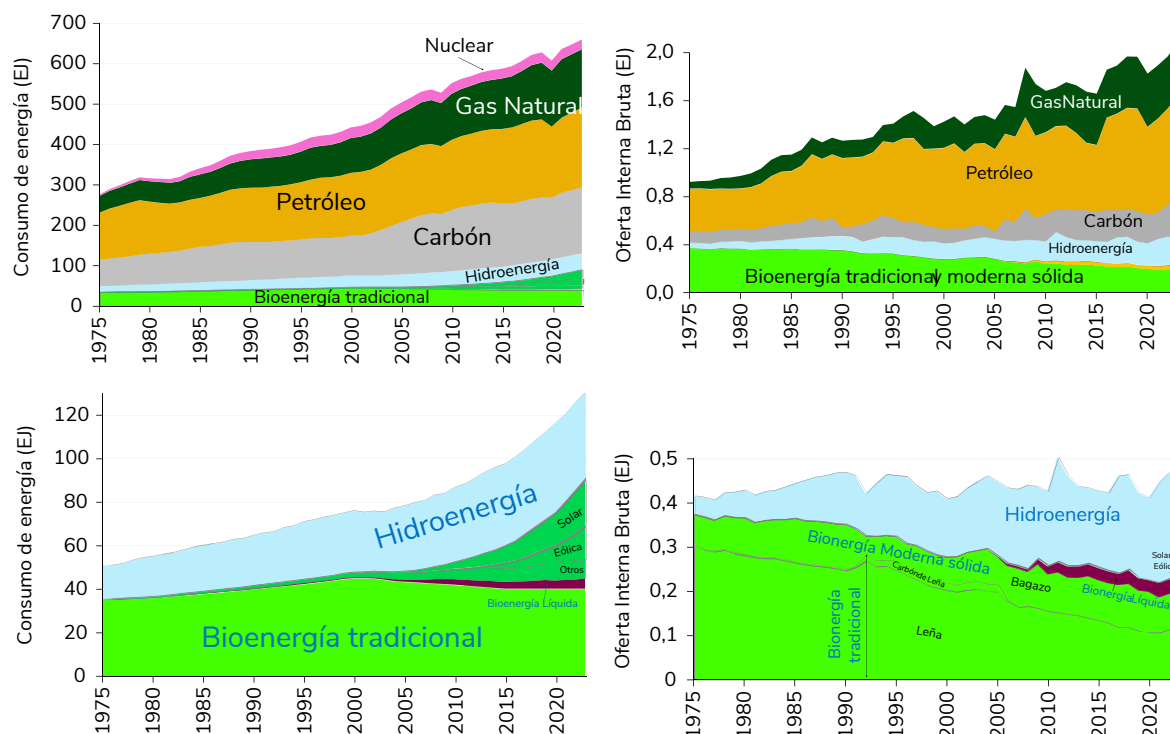 Consumo de energía (EJ)
700
600
500
400
300
200
100
0
Nuclear
Gas Natural
Petróleo
Carbón
Hidroenergía
Bioenergía tradicional
1975
1980
1985
1990
1995
2000
2005
2010
2015
2020
Oferta Interna Bruta (EJ)
2,0
1,6
1,2
0,8
0,4
0,0
GasNatural
Petróleo
Carbón
Hidroenergía
Bioenergía tradicional y moderna sólida
1975
1980
1985
1990
1995
2000
2005
2010
2015
2020
Consumo de energía (EJ)
120
100
80
60
40
20
0
Hidroenergía
Solar
Eólica
Otros
Bioenergía Líquida
Bioenergía tradicional
1975
1980
1985
1990
1995
2000
2005
2010
2015
2020
Oferta Interna Bruta (EJ)
0,5
0,4
0,3
0,2
0,1
0
Hidroenergía
Solar
Eólic
Bionergía Moderna sólida
Carbón de Leña
Bagazo
Bionergía Líquida
Bionergía
tradicional
Leña
1975
1980
1985
1990
1995
2000
2005
2010
2015
2020